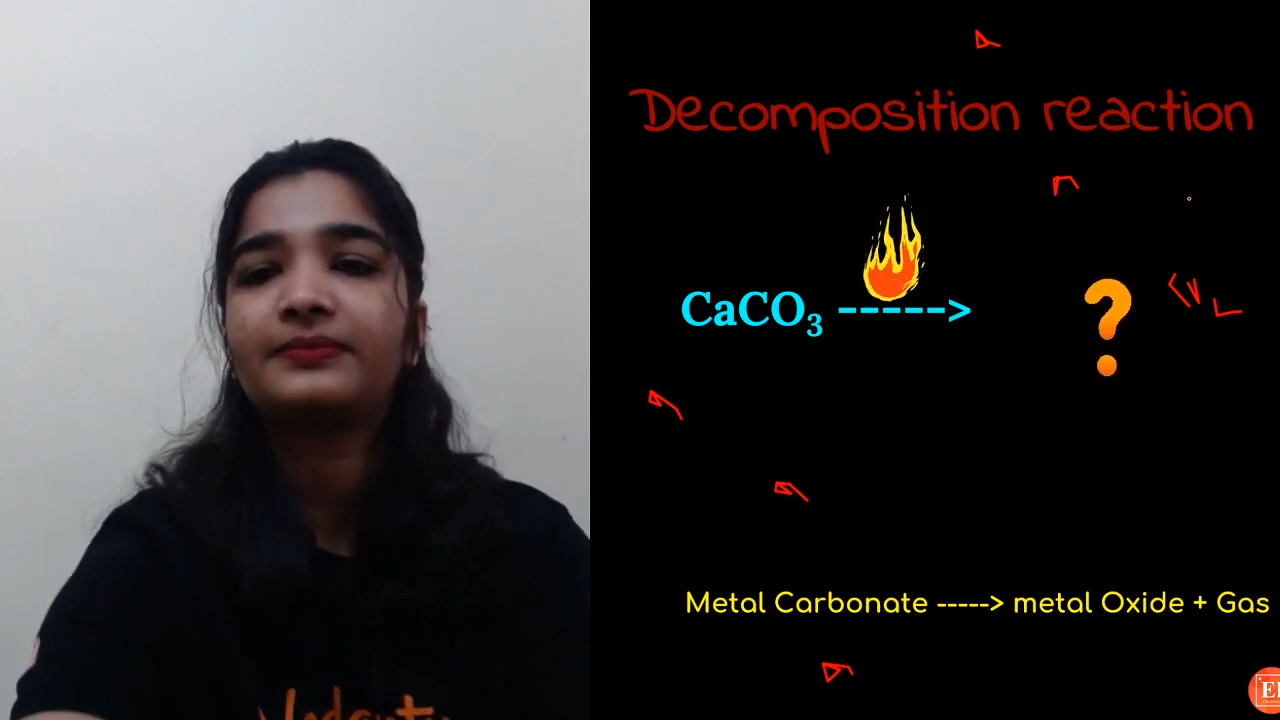 Decomposition reaction
CaCO₃ ----->
?
Metal Carbonate -----> metal Oxide + Gas